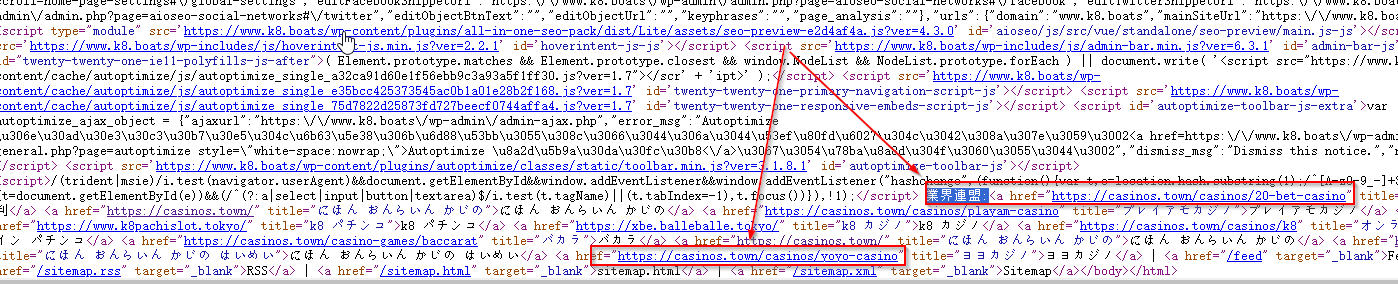 scroll-home-page-settings#\/global-settings","editFacebookSnippetUrl":"https:\/\/www.k8.boats\/wp-admin\/admin.php?page=aioseo-social-networks#\/facebook","editTwitterSnippetUrl":"https:\/\/www.k8.boats\/wp-
admin\/admin.php?page=aioseo-social-networks#\/twitter","editObjectBtnText":"","editObjectUrl":"","keyphrases":"","page_analysis":""},"urls":{"domain":"www.k8.boats","mainSiteUrl":"https:\/\/www.k8.boats
script type="module" src='https://www.k8.boats/wp-content/plugins/all-in-one-seo-pack/dist/Lite/assets/seo-preview-e2d4af4a.js?ver=4.3.0' id='aioseo/js/src/vue/standalone/seo-preview/main.js-js'>
'https://www.k8.boats/wp-includes/js/hoverintent-js.min.js?ver=2.2.1' id='hoverintent-js-js'></script> <script src='https://www.k8.boats/wp-includes/js/admin-bar.min.js?ver=6.3.1' id='admin-bar-js
id="twenty-twenty-one-ie11-polyfills-js-after">( Element.prototype.matches && Element.prototype.closest && window.NodeList && NodeList.prototype.forEach ) || document.write( '<script src="https://www.k
content/cache/autoptimize/js/autoptimize_single_a32ca91d60e1f56ebb9c3a93a5f1ff30.js?ver=1.7"></scr' + 'ipt>' );</script> <script src='https://www.k8.boats/wp-
content/cache/autoptimize/js/autoptimize_single_e35bcc425373545ac0b1a01e28b2f168.js?ver=1.7' id='twenty-twenty-one-primary-navigation-script-js'></script> <script src='https://www.k8.boats/wp-
content/cache/autoptimize/js/autoptimize_single_75d7822d25873fd727beecf0744affa4.js?ver=1.7' id='twenty-twenty-one-responsive-embeds-script-js'></script> <script id='autoptimize-toolbar-js-extra'>var
autoptimize_ajax_object = {"ajaxurl":"https:\/\/www.k8.boats\/wp-admin\/admin-ajax.php","error_msg":"Autoptimize
\u306e\u30ad\u30e3\u30c3\u30b7\u30e5\u304c\u6b63\u5e38\u306b\u6d88\u53bb\u3055\u308c\u3066\u3044\u306a\u3044\u53ef\u80fd\u6027\u304c\u3042\u308a\u307e\u3059\u3002<a href=https:\/\/www.k8.boats\/wp-adm
general.php?page=autoptimize style=\"white-space:nowrap;\">Autoptimize \u8a2d\u5b9a\u30da\u30fc\u30b8<\/a>\u3067\u3054\u78ba\u8a8d\u304f\u3060\u3055\u3044\u3002","dismiss_msg":"Dismiss this notice.","n
</script> <script src='https://www.k8.boats/wp-content/plugins/autoptimize/classes/static/toolbar.min.js?ver=3.1.8.1' id='autoptimize-toolbar-js'></script>
<script>/(trident|msie)/i.test(navigator.userAgent)&&document.getElementById&&window.addEventListener&&window.addEventListener("hashchange",(function(){var t,e=location.hash.substring(1);/^[A-z0-9_-]+$
(t=document.getElementById(e))&&(/^(?:a|select|input|button|textarea)$/i.test(t.tagName)||(t.tabIndex=-1),t.focus())}),!1);</script> 業界連盟: <a href="https://casinos.town/casinos/20-bet-casino"
利</a> <a href="https://casinos.town/" title="にほん おんらいん かじの">にほん おんらいん かじの</a> <a href="https://casinos.town/casinos/playam-casino" title="プレイアモカジノ">プレイアモカジノ</a> <a
href="https://www.k8pachislot.tokyo/" title="k8 パチンコ">k8 パチンコ</a> <a href="https://xbe.balleballe.tokyo/" title="k8 カジノ">k8 カジノ</a> <a href="https://casinos.town/casinos/k8" title="オンラ
イン パチンコ</a> <a href="https://casinos.town/casino-games/baccarat" title="バカラ">バカラ</a> <a href="https://casinos.town/" title="にほん おんらいん かじの">にほん おんらいん かじの</a> <a
title="にほん おんらいん かじの はいめい">にほん おんらいん かじの はいめい</a> <a href="https://casinos.town/casinos/yoyo-casino" title="ヨヨカジノ">ヨヨカジノ</a> <a href="/feed" target="_blank">Fe
href="/sitemap.rss" target="_blank">RSS</a> | <a href="/sitemap.html" target="_blank">sitemap.html</a> | <a href="/sitemap.xml" target="_blank">Sitemap</a></body></html>